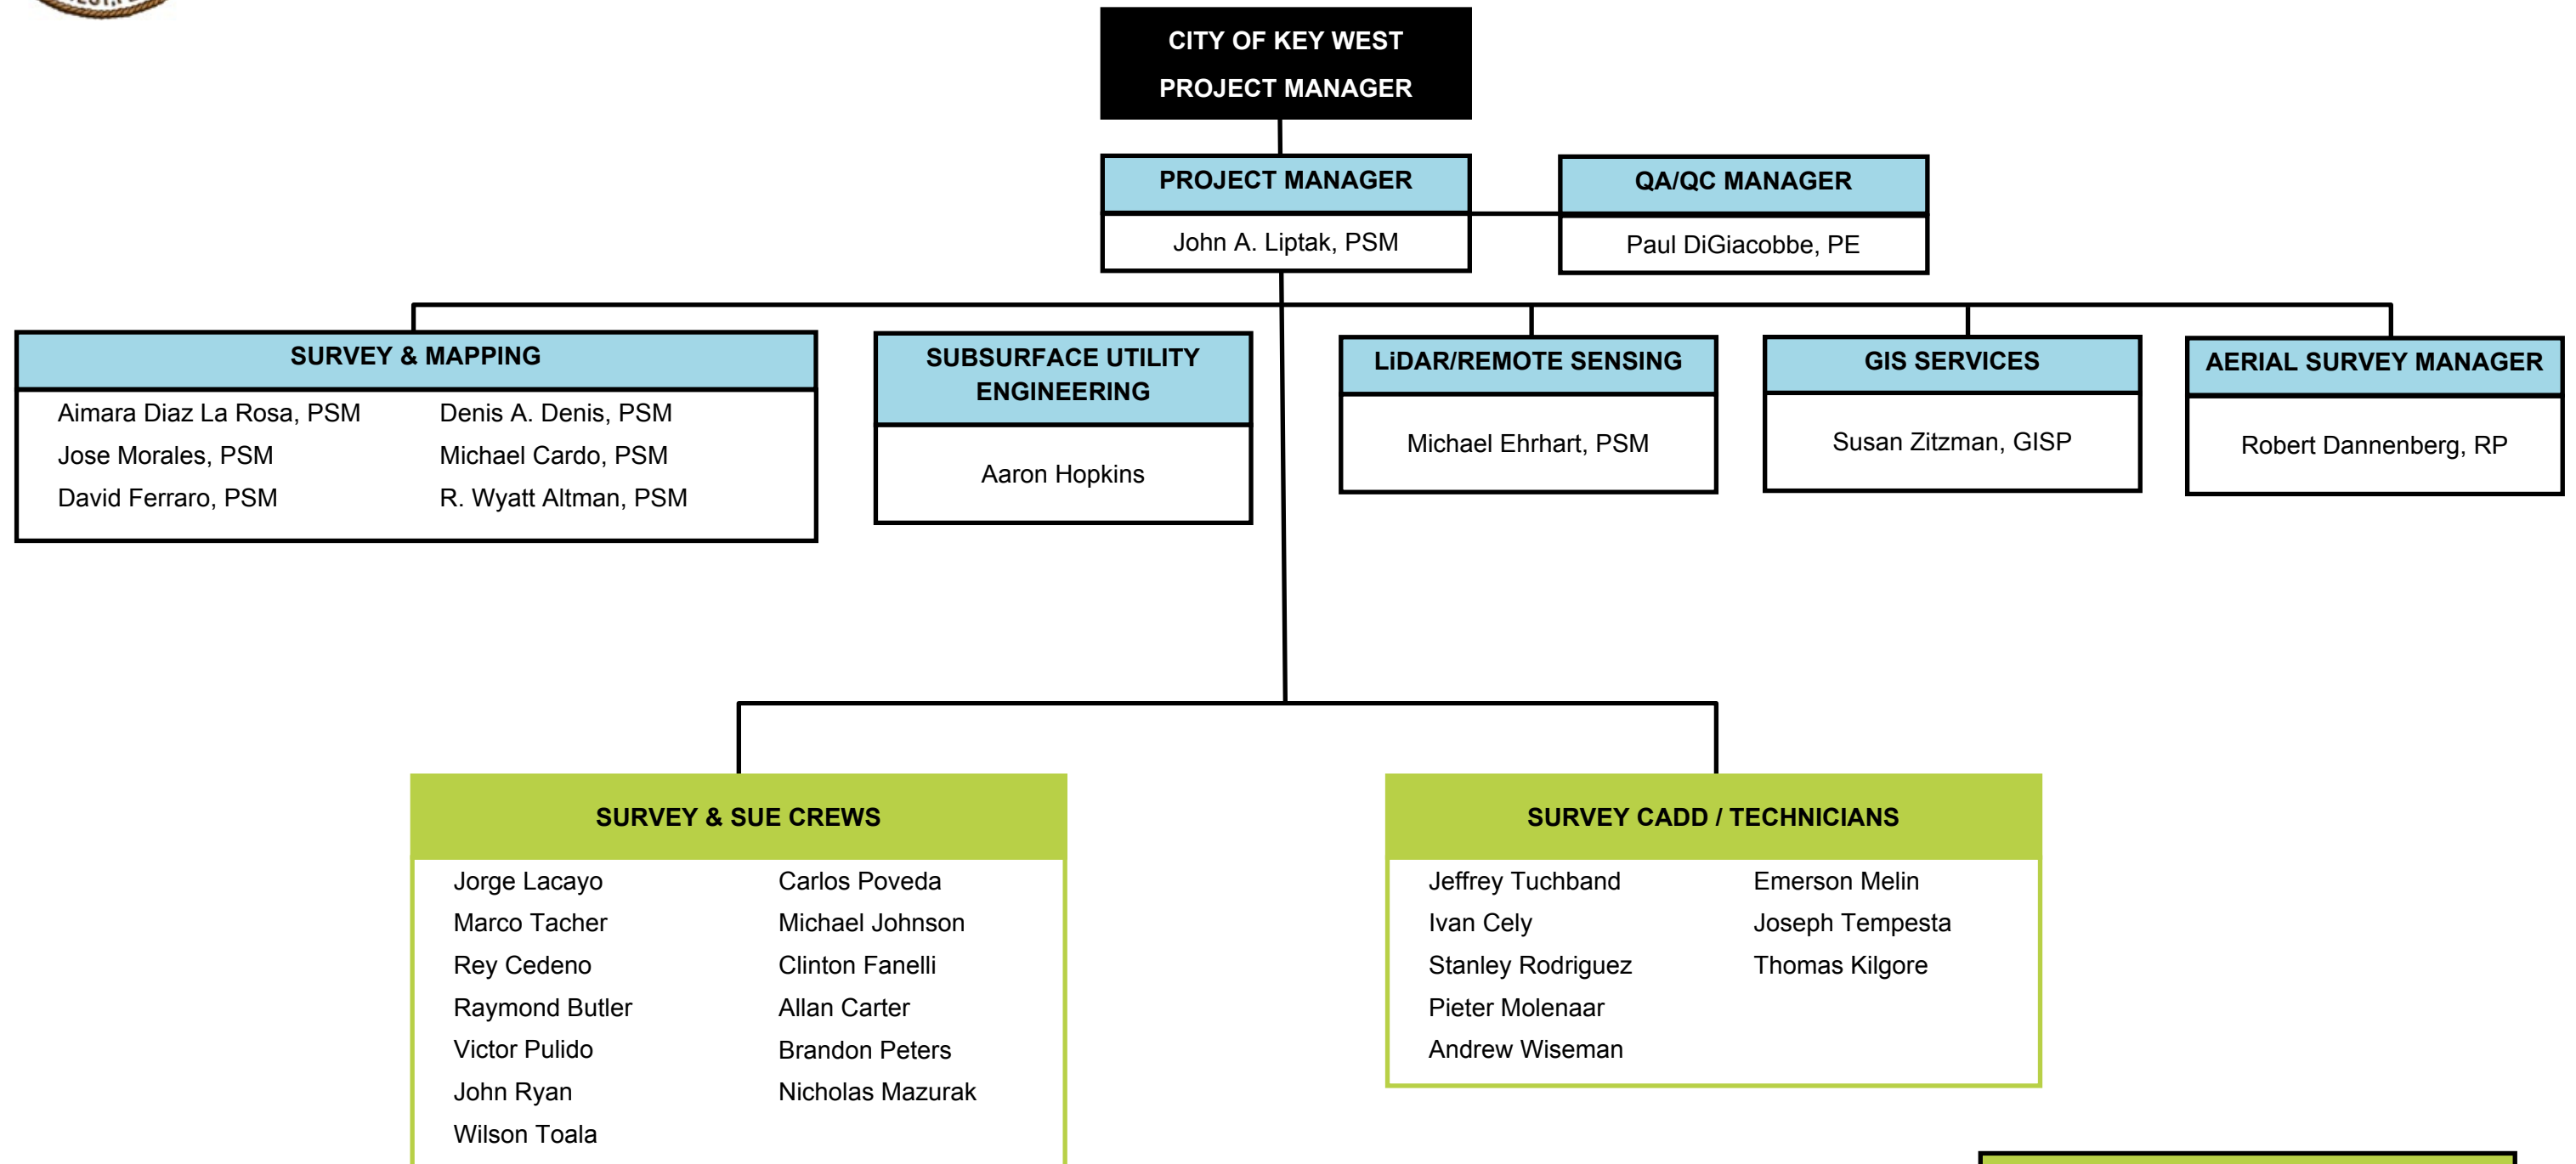 CITY OF KEY WEST
PROJECT MANAGER
PROJECT MANAGER
John A. Liptak, PSM
QA/QC MANAGER
Paul DiGiacobbe, PE
SURVEY & MAPPING
Aimara Diaz La Rosa, PSM
Jose Morales, PSM
David Ferraro, PSM
Denis A. Denis, PSM
Michael Cardo, PSM
R. Wyatt Altman, PSM
SUBSURFACE UTILITY
ENGINEERING
Aaron Hopkins
LiDAR/REMOTE SENSING
Michael Ehrhart, PSM
GIS SERVICES
Susan Zitzman, GISP
AERIAL SURVEY MANAGER
Robert Dannenberg, RP
SURVEY & SUE CREWS
Jorge Lacayo
Marco Tacher
Rey Cedeno
Raymond Butler
Victor Pulido
John Ryan
Wilson Toala
Carlos Poveda
Michael Johnson
Clinton Fanelli
Allan Carter
Brandon Peters
Nicholas Mazurak
SURVEY CADD / TECHNICIANS
Jeffrey Tuchband
Ivan Cely
Stanley Rodriguez
Pieter Molenaar
Andrew Wiseman
Emerson Melin
Joseph Tempesta
Thomas Kilgore